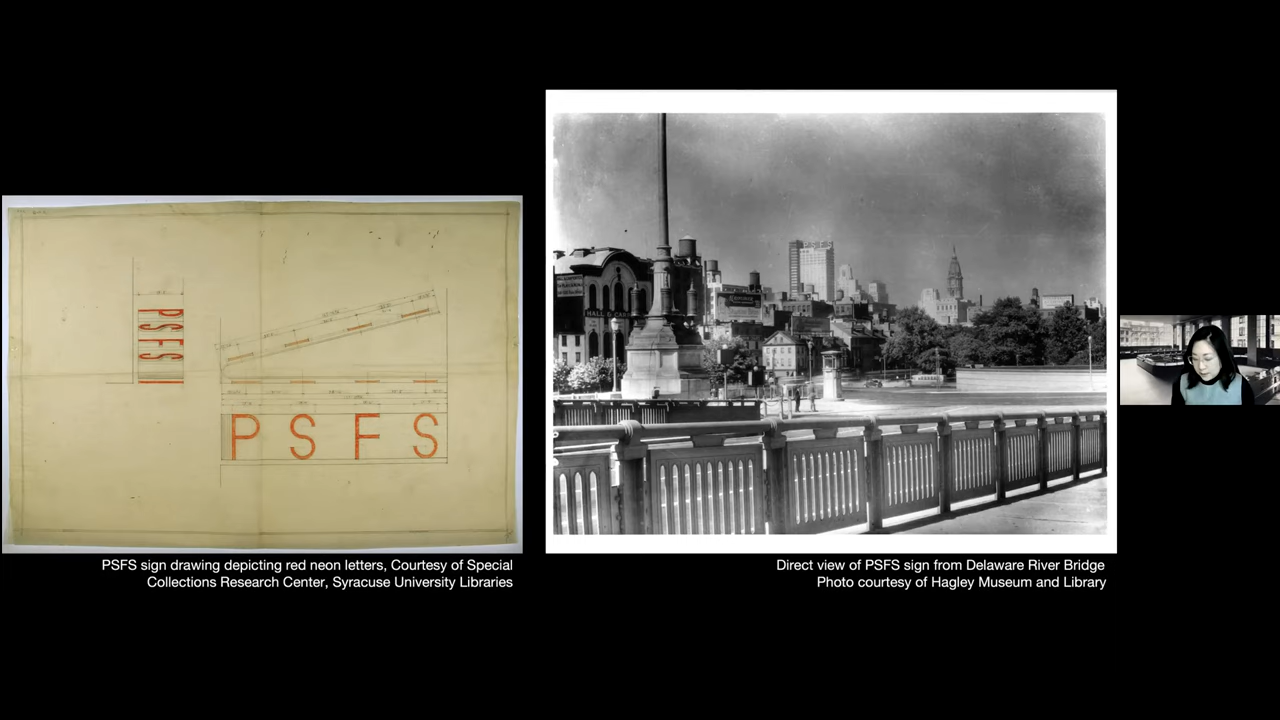 PSFS
P S F S
PSFS
HALL & CAR
PSFS sign drawing depicting red neon letters, Courtesy of Special
Collections Research Center, Syracuse University Libraries
Direct view of PSFS sign from Delaware River Bridge
Photo courtesy of Hagley Museum and Library